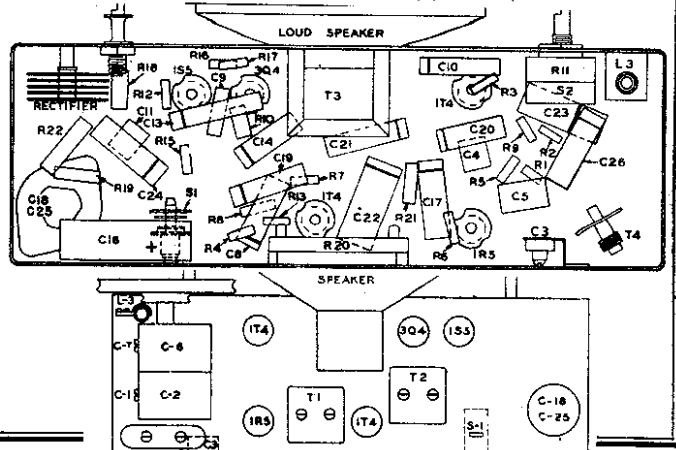 LOUD SPEAKER
R18
R16
R17
1S5
C9
3Q4
C10
R11
L3
RECTIFIER
R12
T3
1T4
R3
S2
C11
C13
R10
C23
R22
C14
C21
C20
R9
R2
R15
C4
R1
C26
C19
R7
R5
R19
C24
S1
R13
1T4
C17
C5
C18
C25
R8
C22
R21
C16
+
R4
C8
R20
R6
1R5
C3
T4
SPEAKER
L-3
C-7
C-6
1T4
3Q4
1S5
C-1
C-2
T1
T2
C-18
C-25
1R5
1T4
S-1
C3